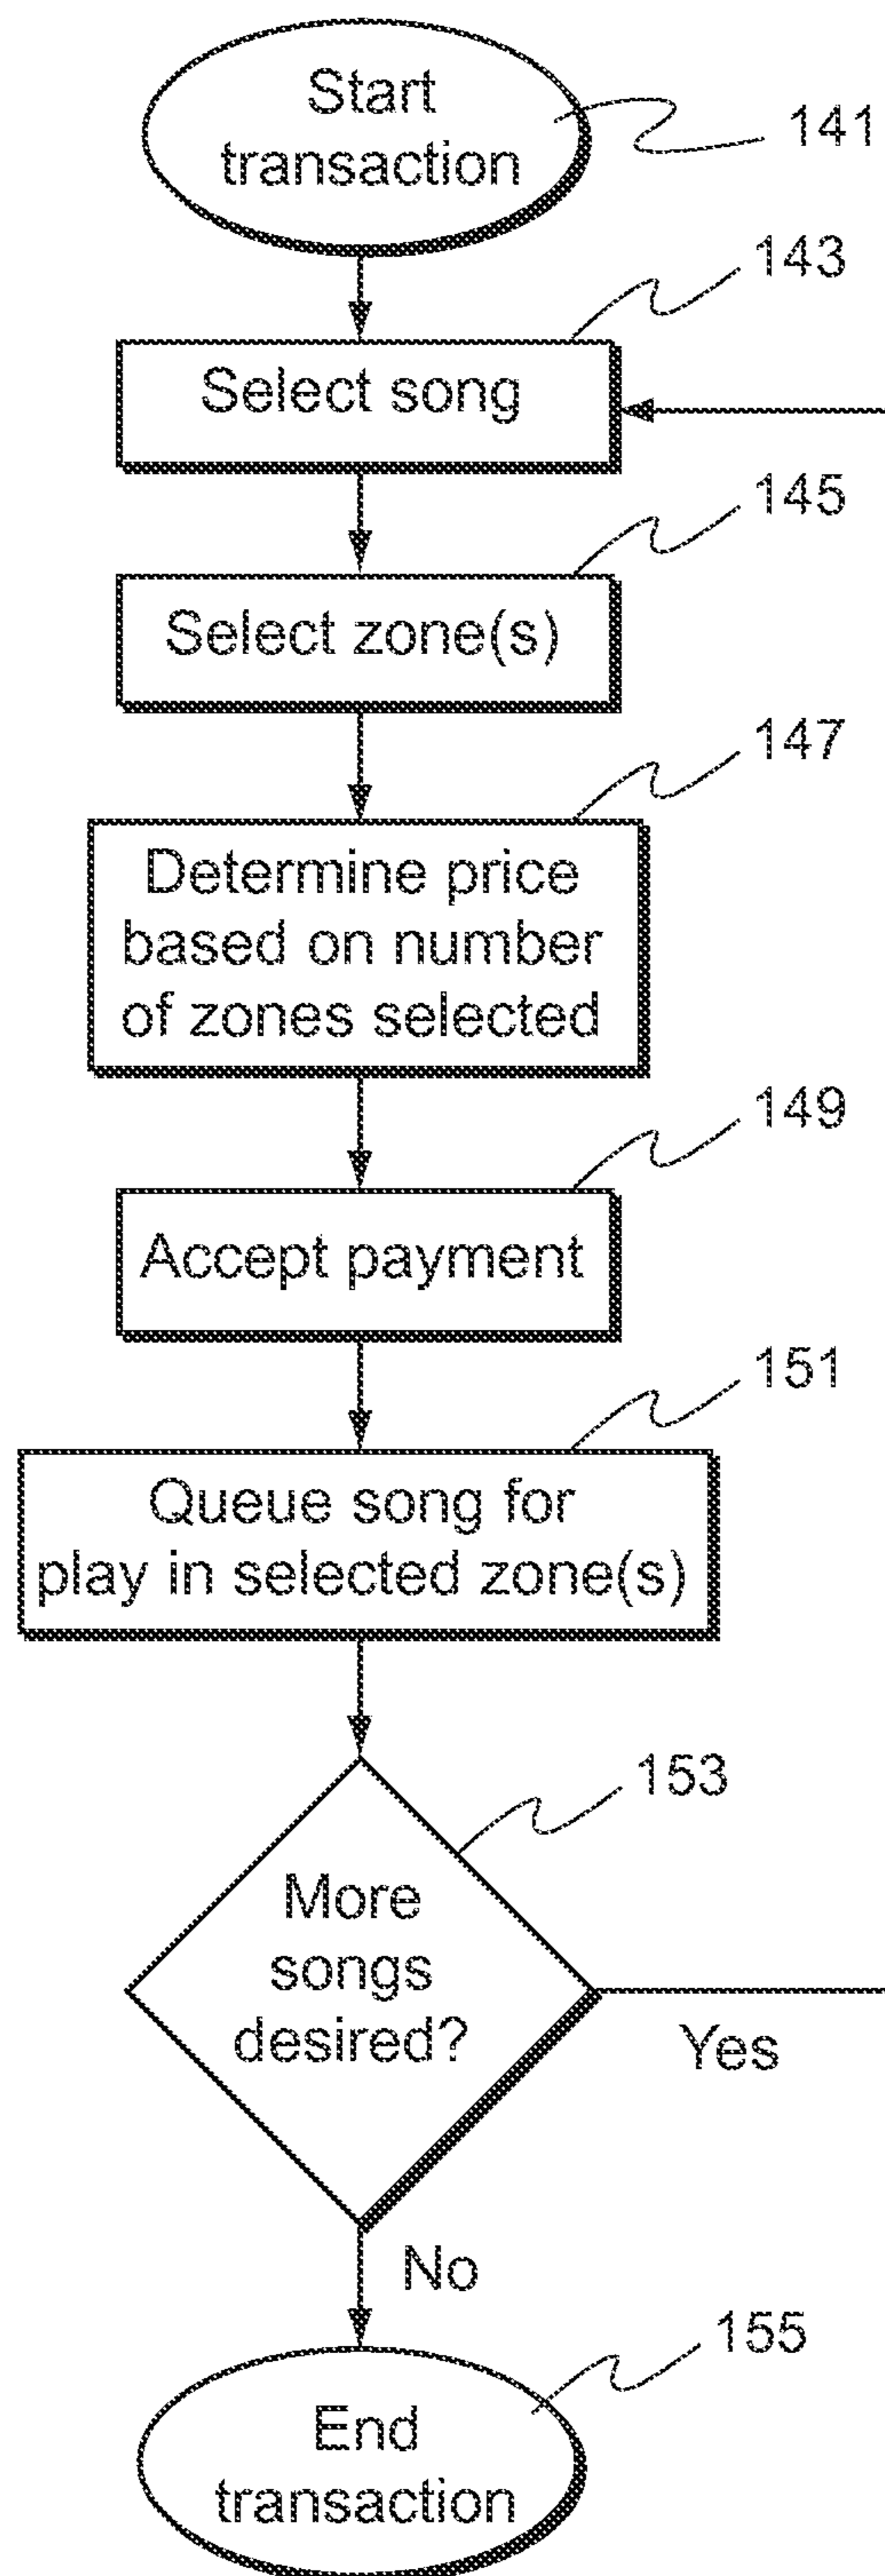 Start
transaction
141
143
Select song
145
Select zone(s)
147
Determine price
based on number
of zones selected
149
Accept payment
151
Queue song for
play in selected zone(s)
153
More
songs
desired?
Yes
No
155
End
transaction